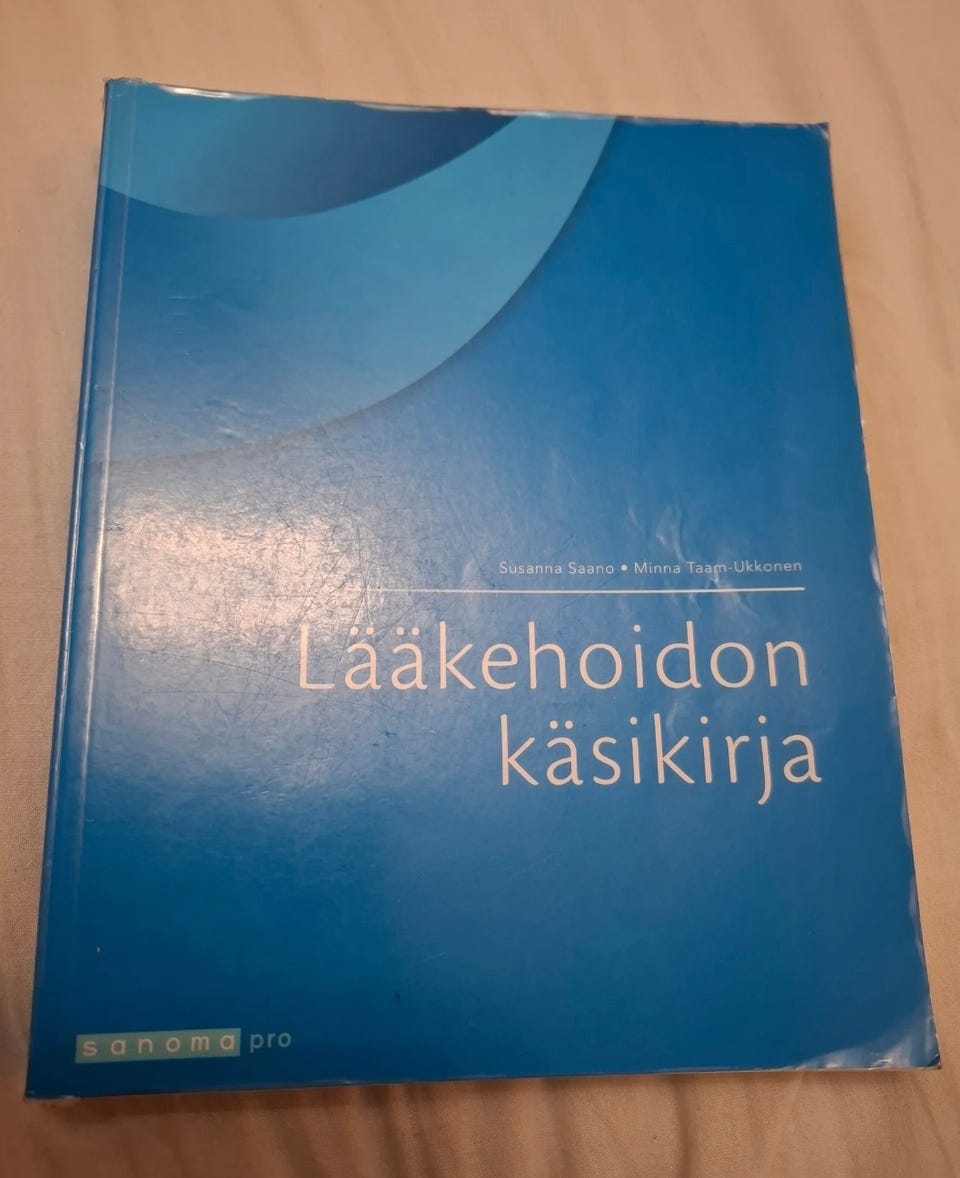 Susanna Saano • Minna Taam-Ukkonen
Lääkehoidon
käsikirja
sanoma pro